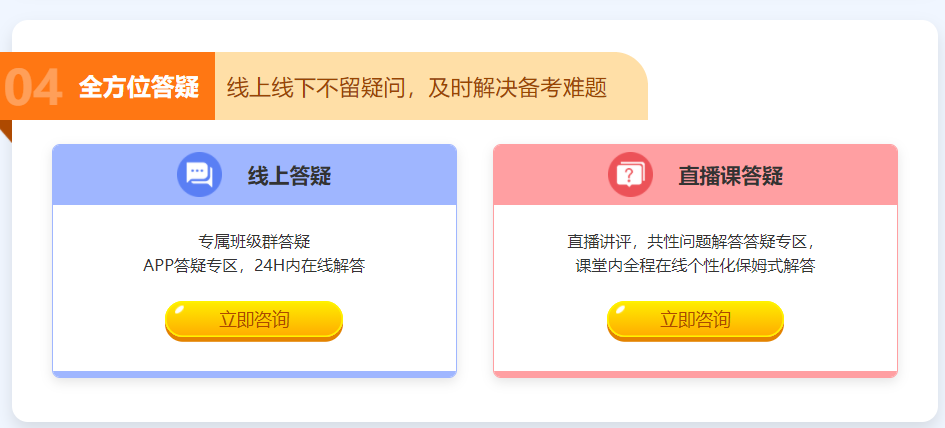 04 全方位答疑 线上线下不留疑问，及时解决备考难题
线上答疑
专属班级群答疑
APP答疑专区，24H内在线解答
立即咨询
直播课答疑
直播讲评，共性问题解答答疑专区，
课堂内全程在线个性化保姆式解答
立即咨询